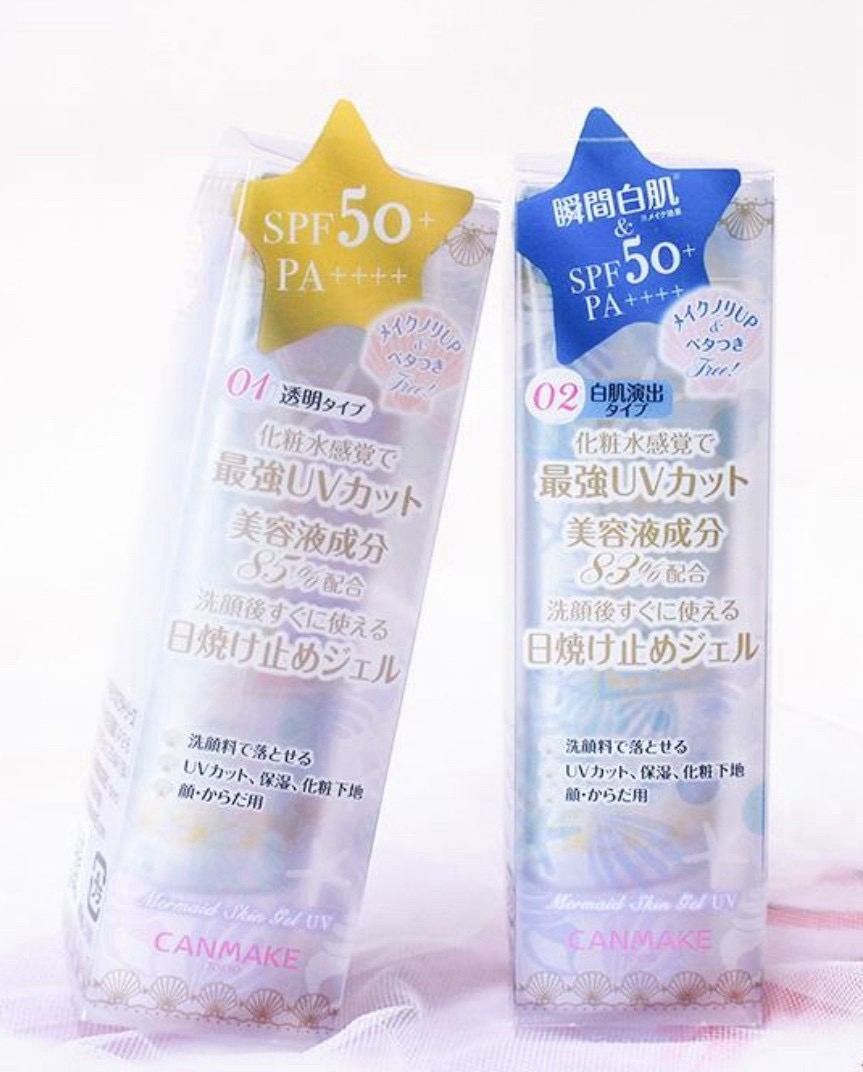 SPF50+
PA++++
メイクノリUP
&
ベタつき
Free!
01 透明タイプ
化粧水感覚で
最強UVカット
美容液成分
85%配合
洗顔後すぐに使える
日焼け止めジェル
洗顔料で落とせる
UVカット、保湿、化粧下地
顔・からだ用
Mermaid Skin Gel UV
CANMAKE
TOKYO
瞬間白肌※
※メイク効果
&
SPF50+
PA++++
メイクノリUP
&
ベタつき
Free!
02 白肌演出
タイプ
化粧水感覚で
最強UVカット
美容液成分
83%配合
洗顔後すぐに使える
日焼け止めジェル
洗顔料で落とせる
UVカット、保湿、化粧下地
顔・からだ用
Mermaid Skin Gel UV
CANMAKE